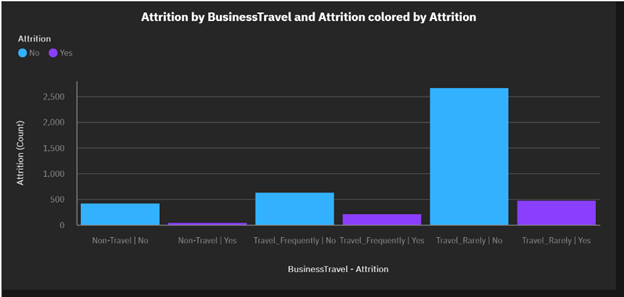 Attrition by BusinessTravel and Attrition colored by Attrition
Attrition
No Yes
Attrition (Count)
2,500
2,000
1,500
1,000
500
0
Non-Travel | No Non-Travel | Yes Travel_Frequently | No Travel_Frequently | Yes Travel_Rarely | No Travel_Rarely | Yes
BusinessTravel - Attrition